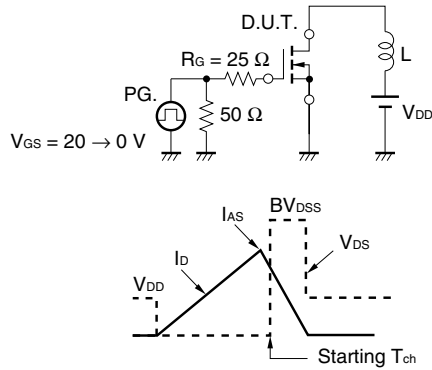 D.U.T.
RG = 25 Ω
L
PG.
50 Ω
VDD
VGS = 20 → 0 V
BVDSS
IAS
VDS
ID
VDD
Starting Tch